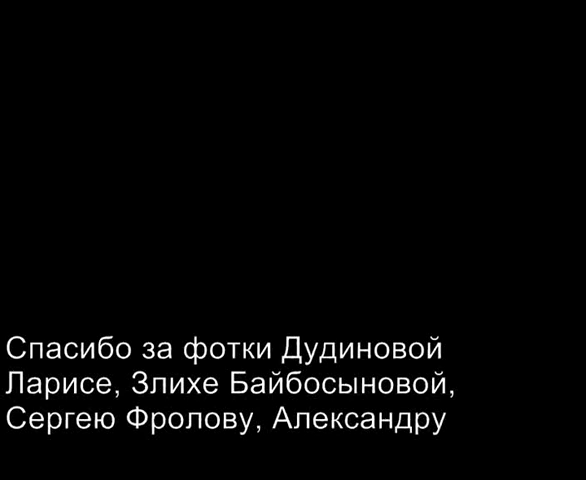 Спасибо за фотки Дудиновой
Ларисе, Злихе Байбосыновой,
Сергею Фролову, Александру